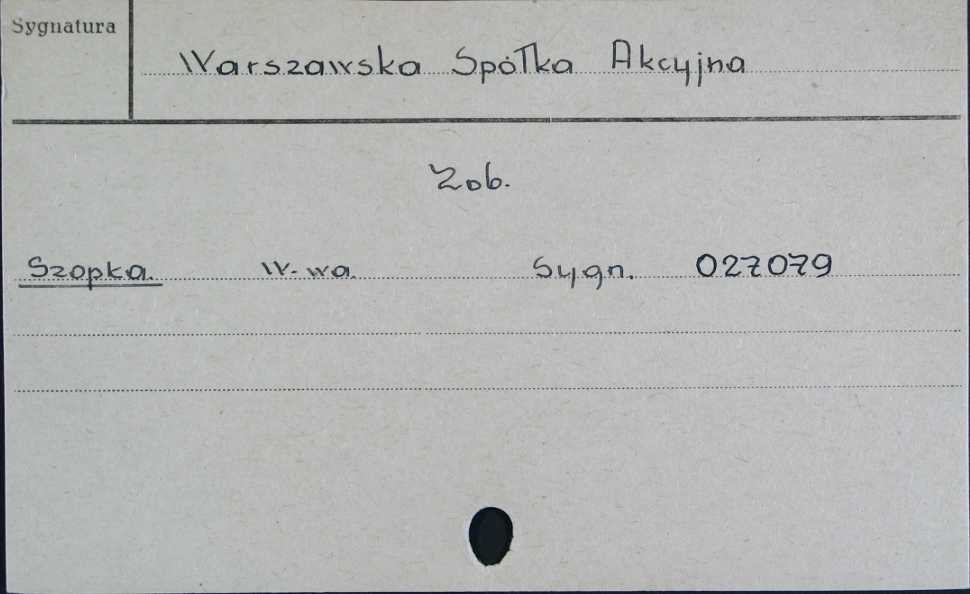 Sygnatura
Warszawska Spółka Akcyjna
Zob.
Szopka. W-wa. Sygn. 027079